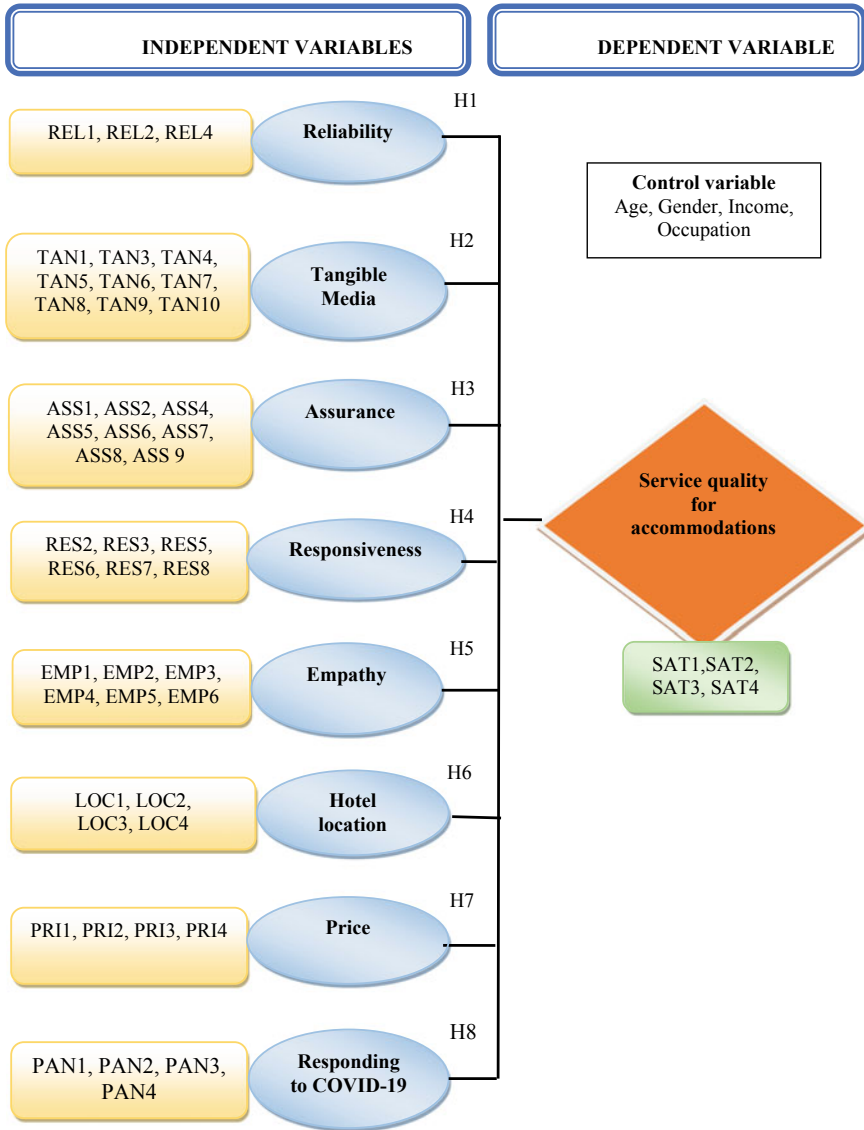 INDEPENDENT VARIABLES
DEPENDENT VARIABLE
H1
REL1, REL2, REL4
Reliability
Control variable
Age, Gender, Income,
Occupation
H2
TAN1, TAN3, TAN4,
TAN5, TAN6, TAN7,
TAN8, TAN9, TAN10
Tangible
Media
H3
ASS1, ASS2, ASS4,
ASS5, ASS6, ASS7,
ASS8, ASS 9
Assurance
Service quality
for
accommodations
H4
RES2, RES3, RES5,
RES6, RES7, RES8
Responsiveness
H5
EMP1, EMP2, EMP3,
EMP4, EMP5, EMP6
Empathy
SAT1,SAT2,
SAT3, SAT4
H6
LOC1, LOC2,
LOC3, LOC4
Hotel
location
H7
PRI1, PRI2, PRI3, PRI4
Price
H8
PAN1, PAN2, PAN3,
PAN4
Responding
to COVID-19